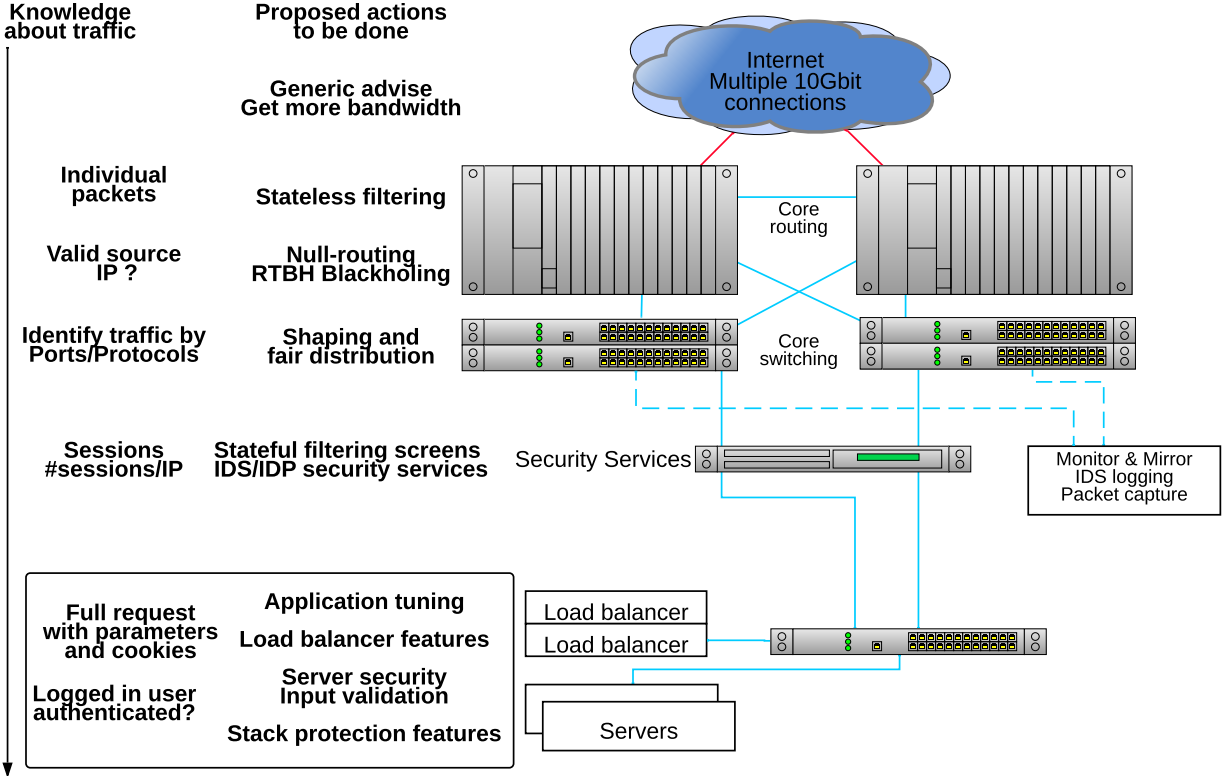 Knowledge
about traffic
Proposed actions
to be done
Internet
Multiple 10Gbit
connections
Generic advise
Get more bandwidth
Individual
packets
Stateless filtering
Core
routing
Valid source
IP ?
Null-routing
RTBH Blackholing
Identify traffic by
Ports/Protocols
Shaping and
fair distribution
Core
switching
Sessions
#sessions/IP
Stateful filtering screens
IDS/IDP security services
Security Services
Monitor & Mirror
IDS logging
Packet capture
Full request
with parameters
and cookies
Application tuning
Load balancer features
Load balancer
Load balancer
Logged in user
authenticated?
Server security
Input validation
Stack protection features
Servers